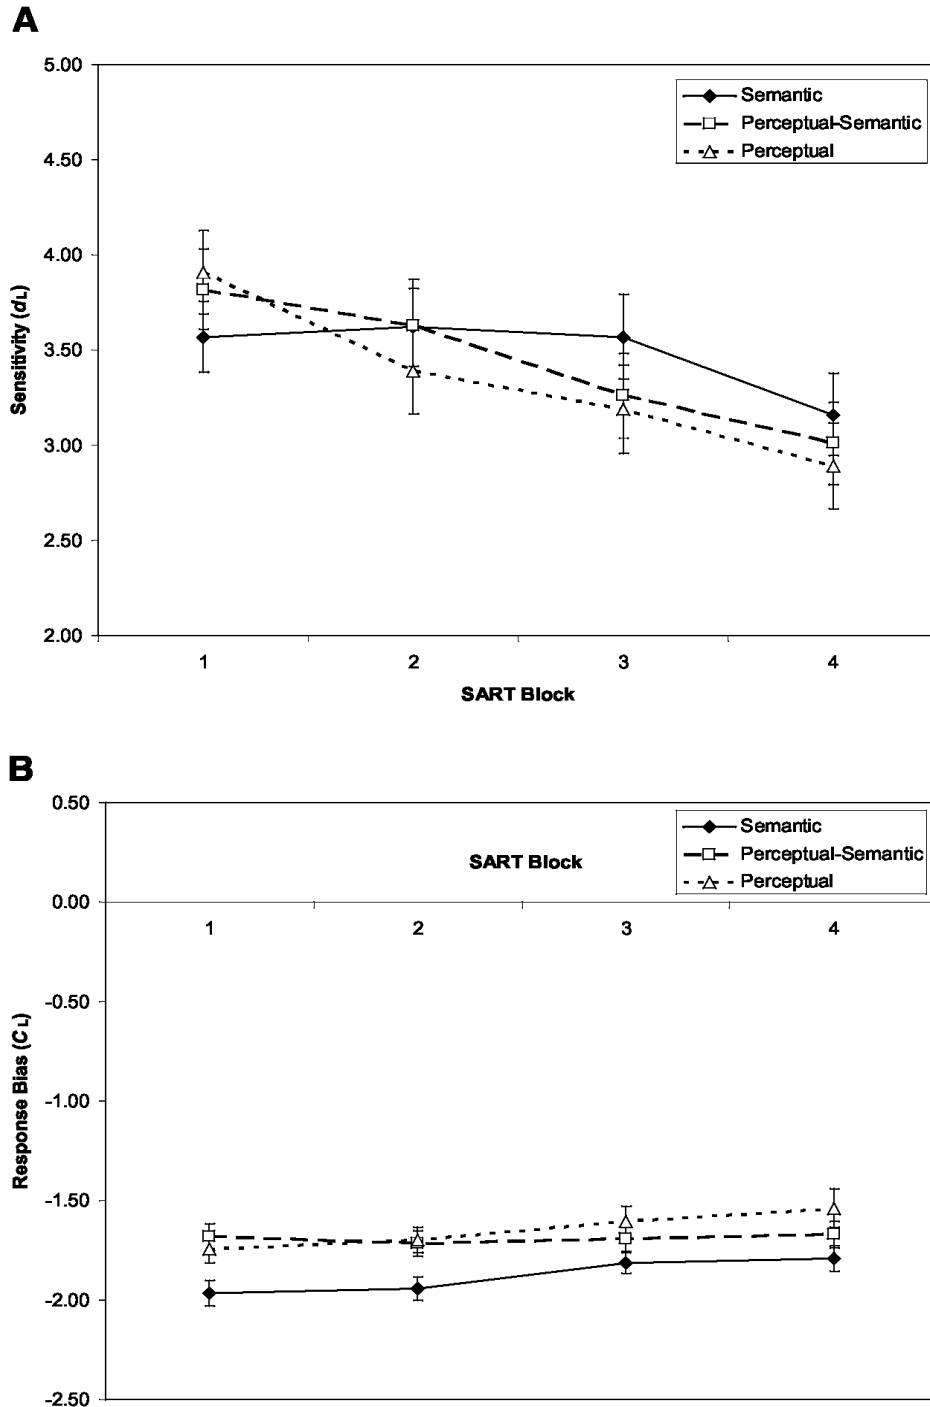 A
5.00
4.50
4.00
3.50
3.00
2.50
2.00
Sensitivity (dL)
Semantic
Perceptual-Semantic
Perceptual
1 2 3 4
SART Block
B
0.50
0.00
-0.50
-1.00
-1.50
-2.00
-2.50
Response Bias (CL)
Semantic
Perceptual-Semantic
Perceptual
SART Block
1 2 3 4